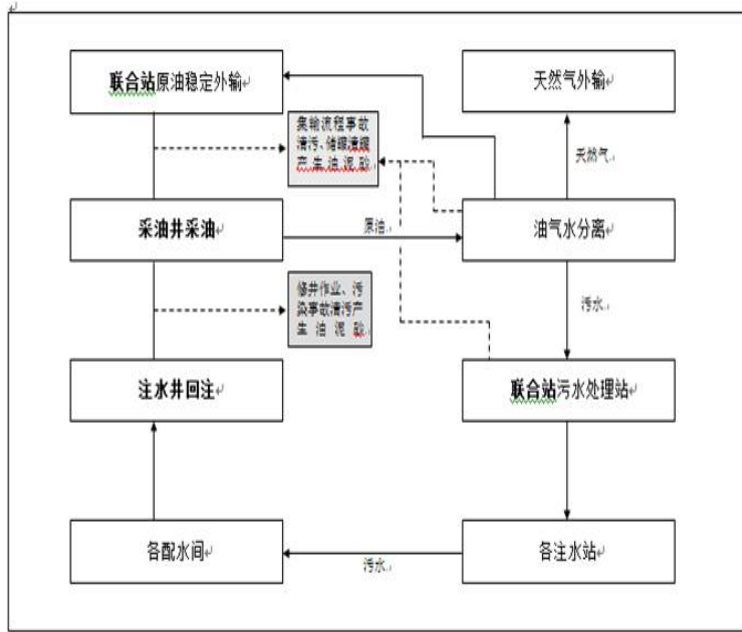 联合站原油稳定外输
天然气外输
集输流程事故
清污、储罐清罐
产生油泥砂
天然气
采油井采油
原油
油气水分离
修井作业、污
染事故清污产
生油泥砂
污水
注水井回注
联合站污水处理站
各配水间
污水
各注水站